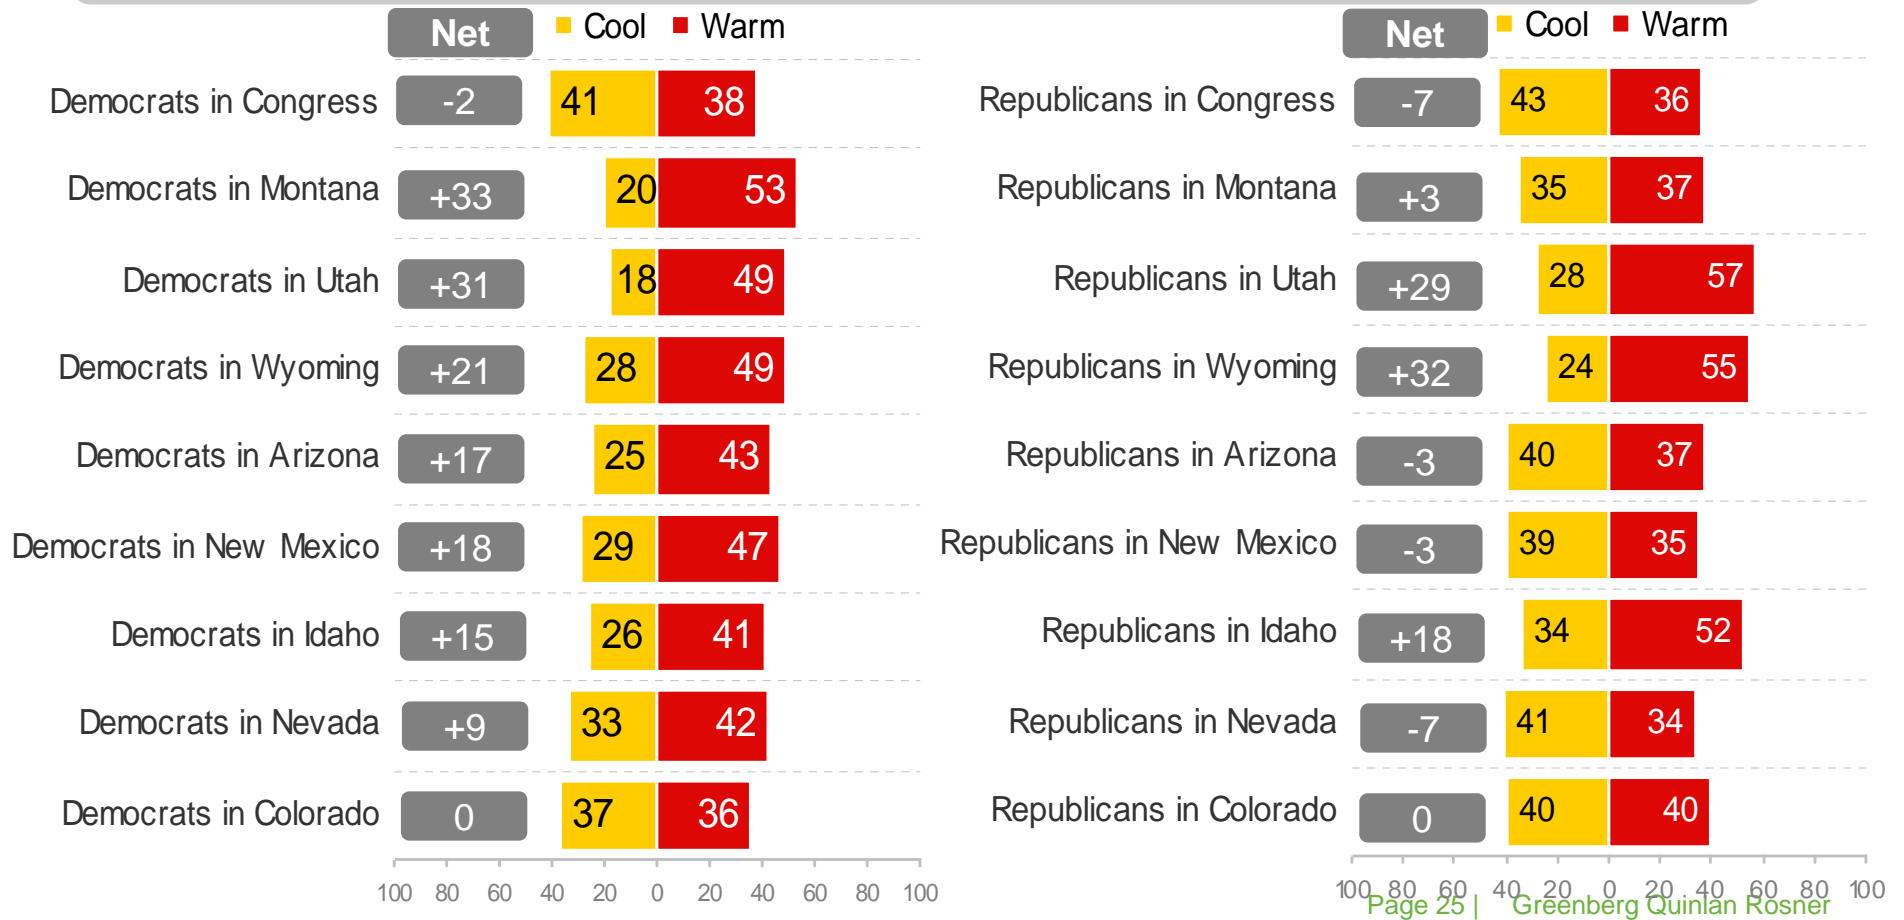 Net Cool Warm
Democrats in Congress -2 41 38
Democrats in Montana +33 20 53
Democrats in Utah +31 18 49
Democrats in Wyoming +21 28 49
Democrats in Arizona +17 25 43
Democrats in New Mexico +18 29 47
Democrats in Idaho +15 26 41
Democrats in Nevada +9 33 42
Democrats in Colorado 0 37 36
100 80 60 40 20 0 20 40 60 80 100
Net Cool Warm
Republicans in Congress -7 43 36
Republicans in Montana +3 35 37
Republicans in Utah +29 28 57
Republicans in Wyoming +32 24 55
Republicans in Arizona -3 40 37
Republicans in New Mexico -3 39 35
Republicans in Idaho +18 34 52
Republicans in Nevada -7 41 34
Republicans in Colorado 0 40 40
100 80 60 40 20 0 20 40 60 80 100
Page 25 | Greenberg Quinlan Rosner